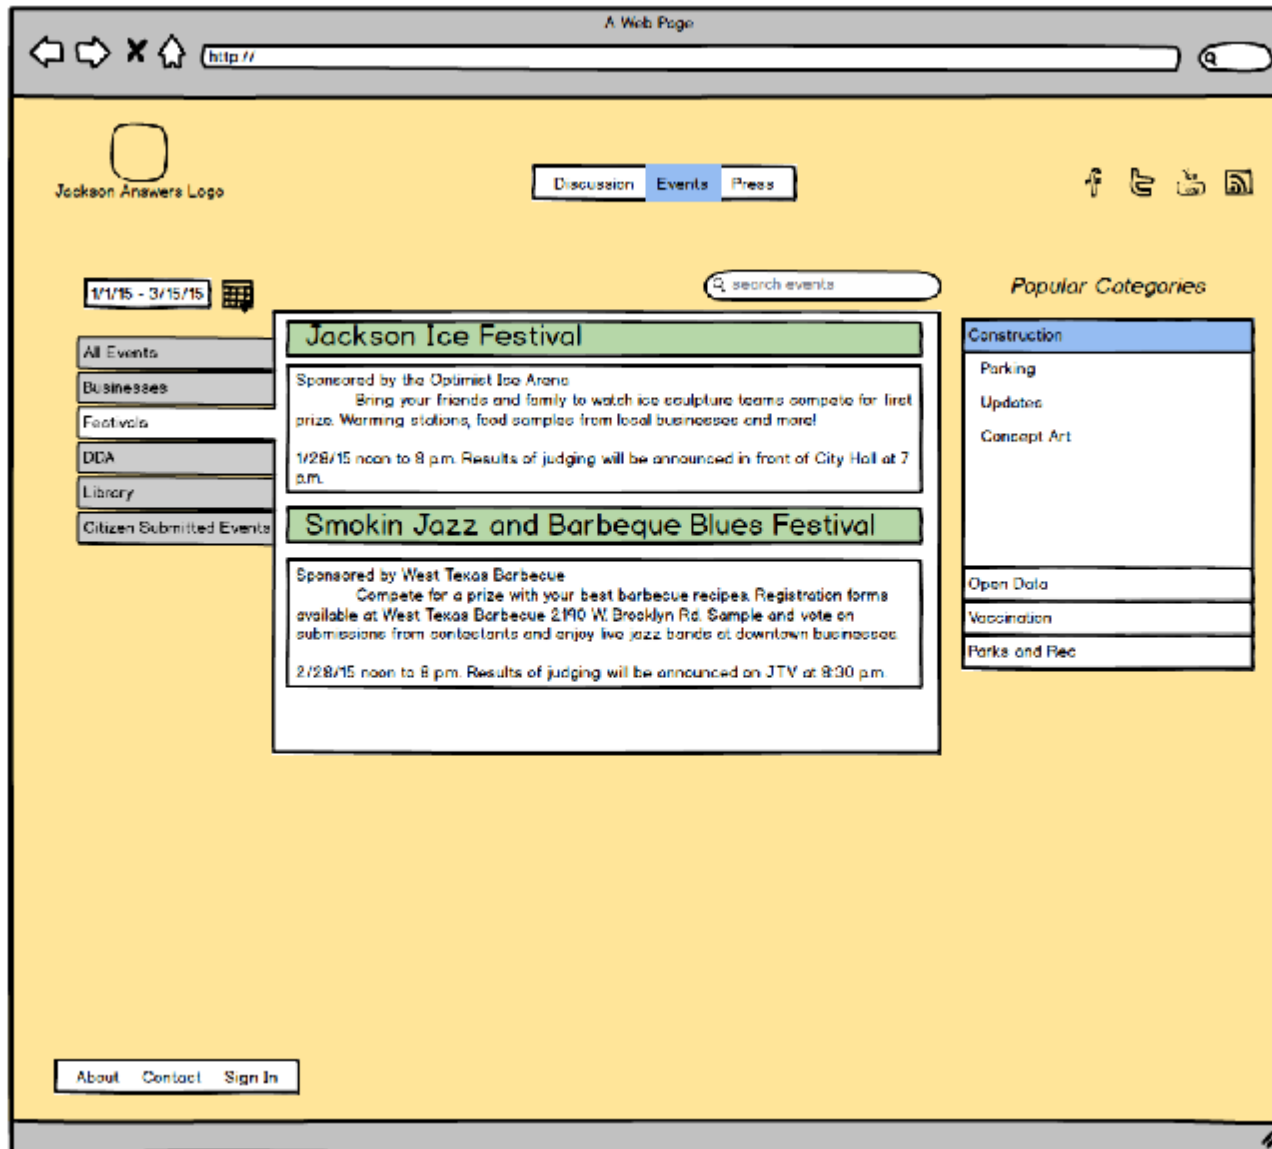 A Web Page
http://
Jackson Answers Logo
Discussion Events Press
1/1/15 - 3/15/15
search events
Popular Categories
All Events
Businesses
Festivals
DDA
Library
Citizen Submitted Events
Jackson Ice Festival
Sponsored by the Optimist Ice Arena
Bring your friends and family to watch ice sculpture teams compete for first
prize. Warming stations, food samples from local businesses and more!
1/28/15 noon to 8 p.m. Results of judging will be announced in front of City Hall at 7
p.m.
Smokin Jazz and Barbeque Blues Festival
Sponsored by West Texas Barbecue
Compete for a prize with your best barbecue recipes. Registration forms
available at West Texas Barbecue 2190 W. Brooklyn Rd. Sample and vote on
submissions from contestants and enjoy live jazz bands at downtown businesses.
2/28/15 noon to 8 p.m. Results of judging will be announced on JTV at 8:30 p.m.
Construction
Parking
Updates
Concept Art
Open Data
Vaccination
Parks and Rec
About Contact Sign In